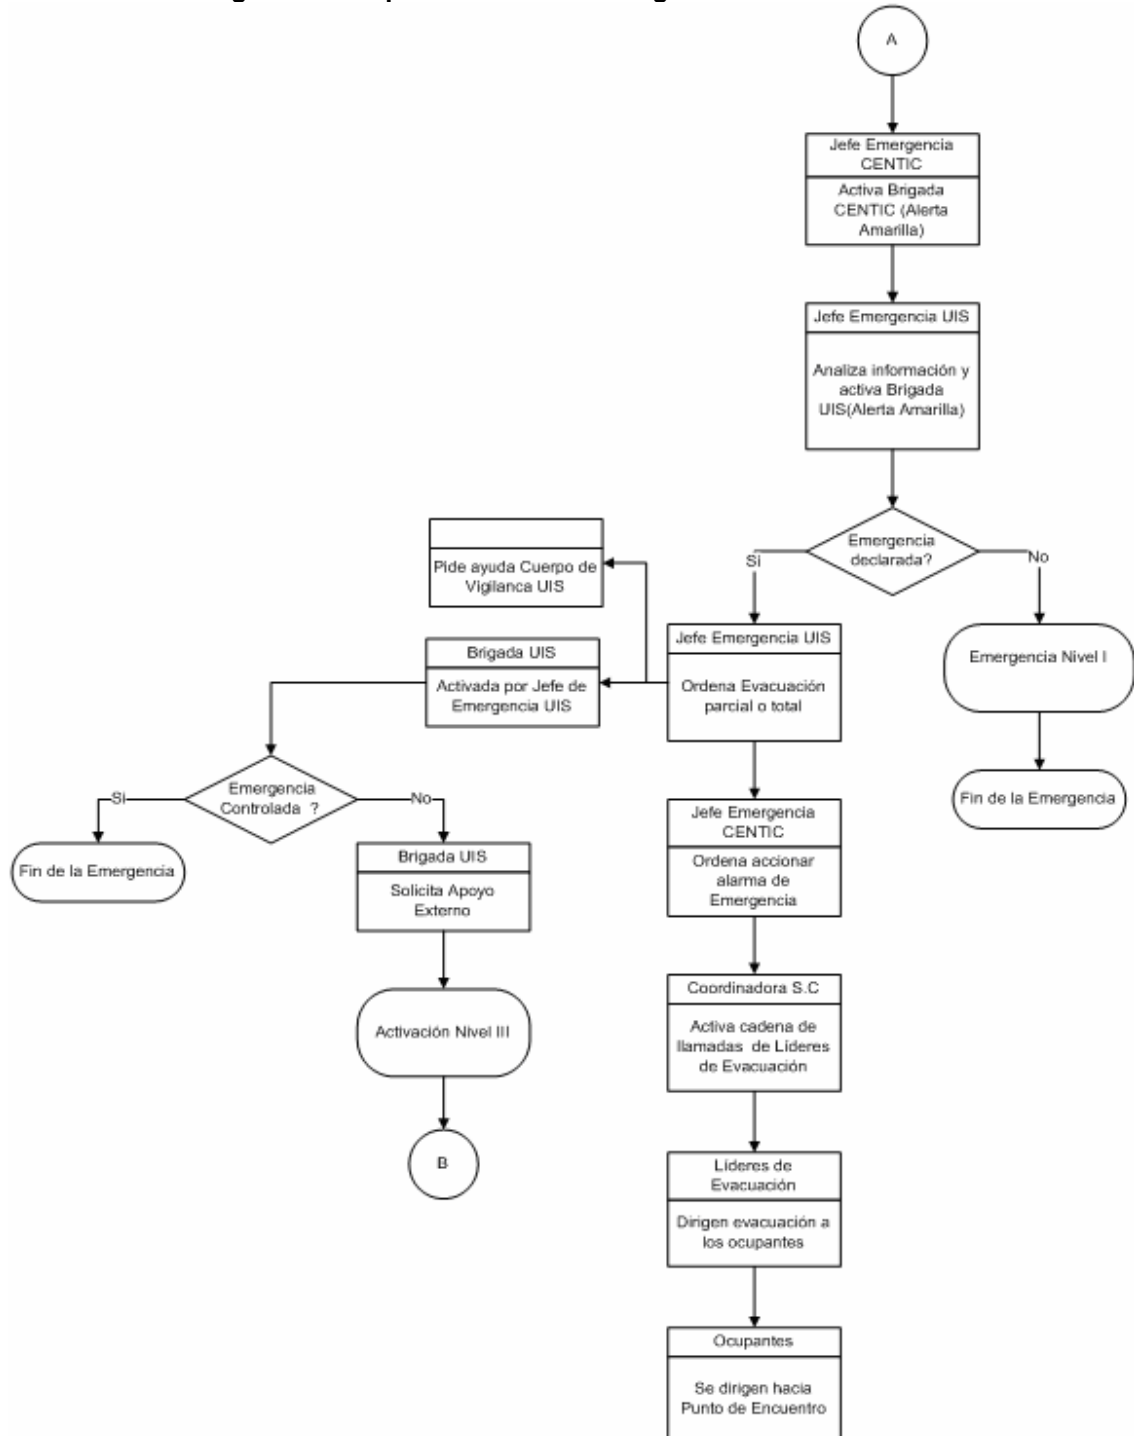 A
Jefe Emergencia
CENTIC
Activa Brigada
CENTIC (Alerta
Amarilla)
Jefe Emergencia UIS
Analiza información y
activa Brigada
UIS(Alerta Amarilla)
Emergencia
declarada?
Si
No
Pide ayuda Cuerpo de
Vigilanca UIS
Brigada UIS
Activada por Jefe de
Emergencia UIS
Jefe Emergencia UIS
Ordena Evacuación
parcial o total
Emergencia Nivel I
Fin de la Emergencia
Emergencia
Controlada ?
Si
No
Fin de la Emergencia
Brigada UIS
Solicita Apoyo
Externo
Activación Nivel III
B
Jefe Emergencia
CENTIC
Ordena accionar
alarma de
Emergencia
Coordinadora S.C
Activa cadena de
llamadas de Líderes
de Evacuación
Líderes de
Evacuación
Dirigen evacuación a
los ocupantes
Ocupantes
Se dirigen hacia
Punto de Encuentro